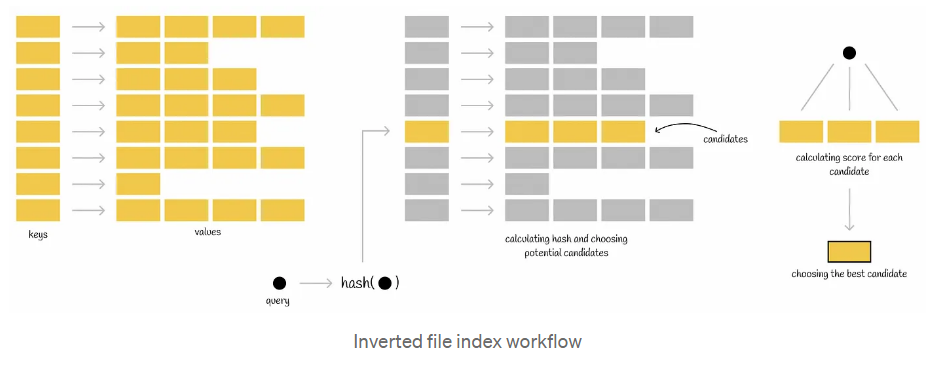 keys
values
query
hash( )
candidates
calculating hash and choosing
potential candidates
calculating score for each
candidate
choosing the best candidate
Inverted file index workflow